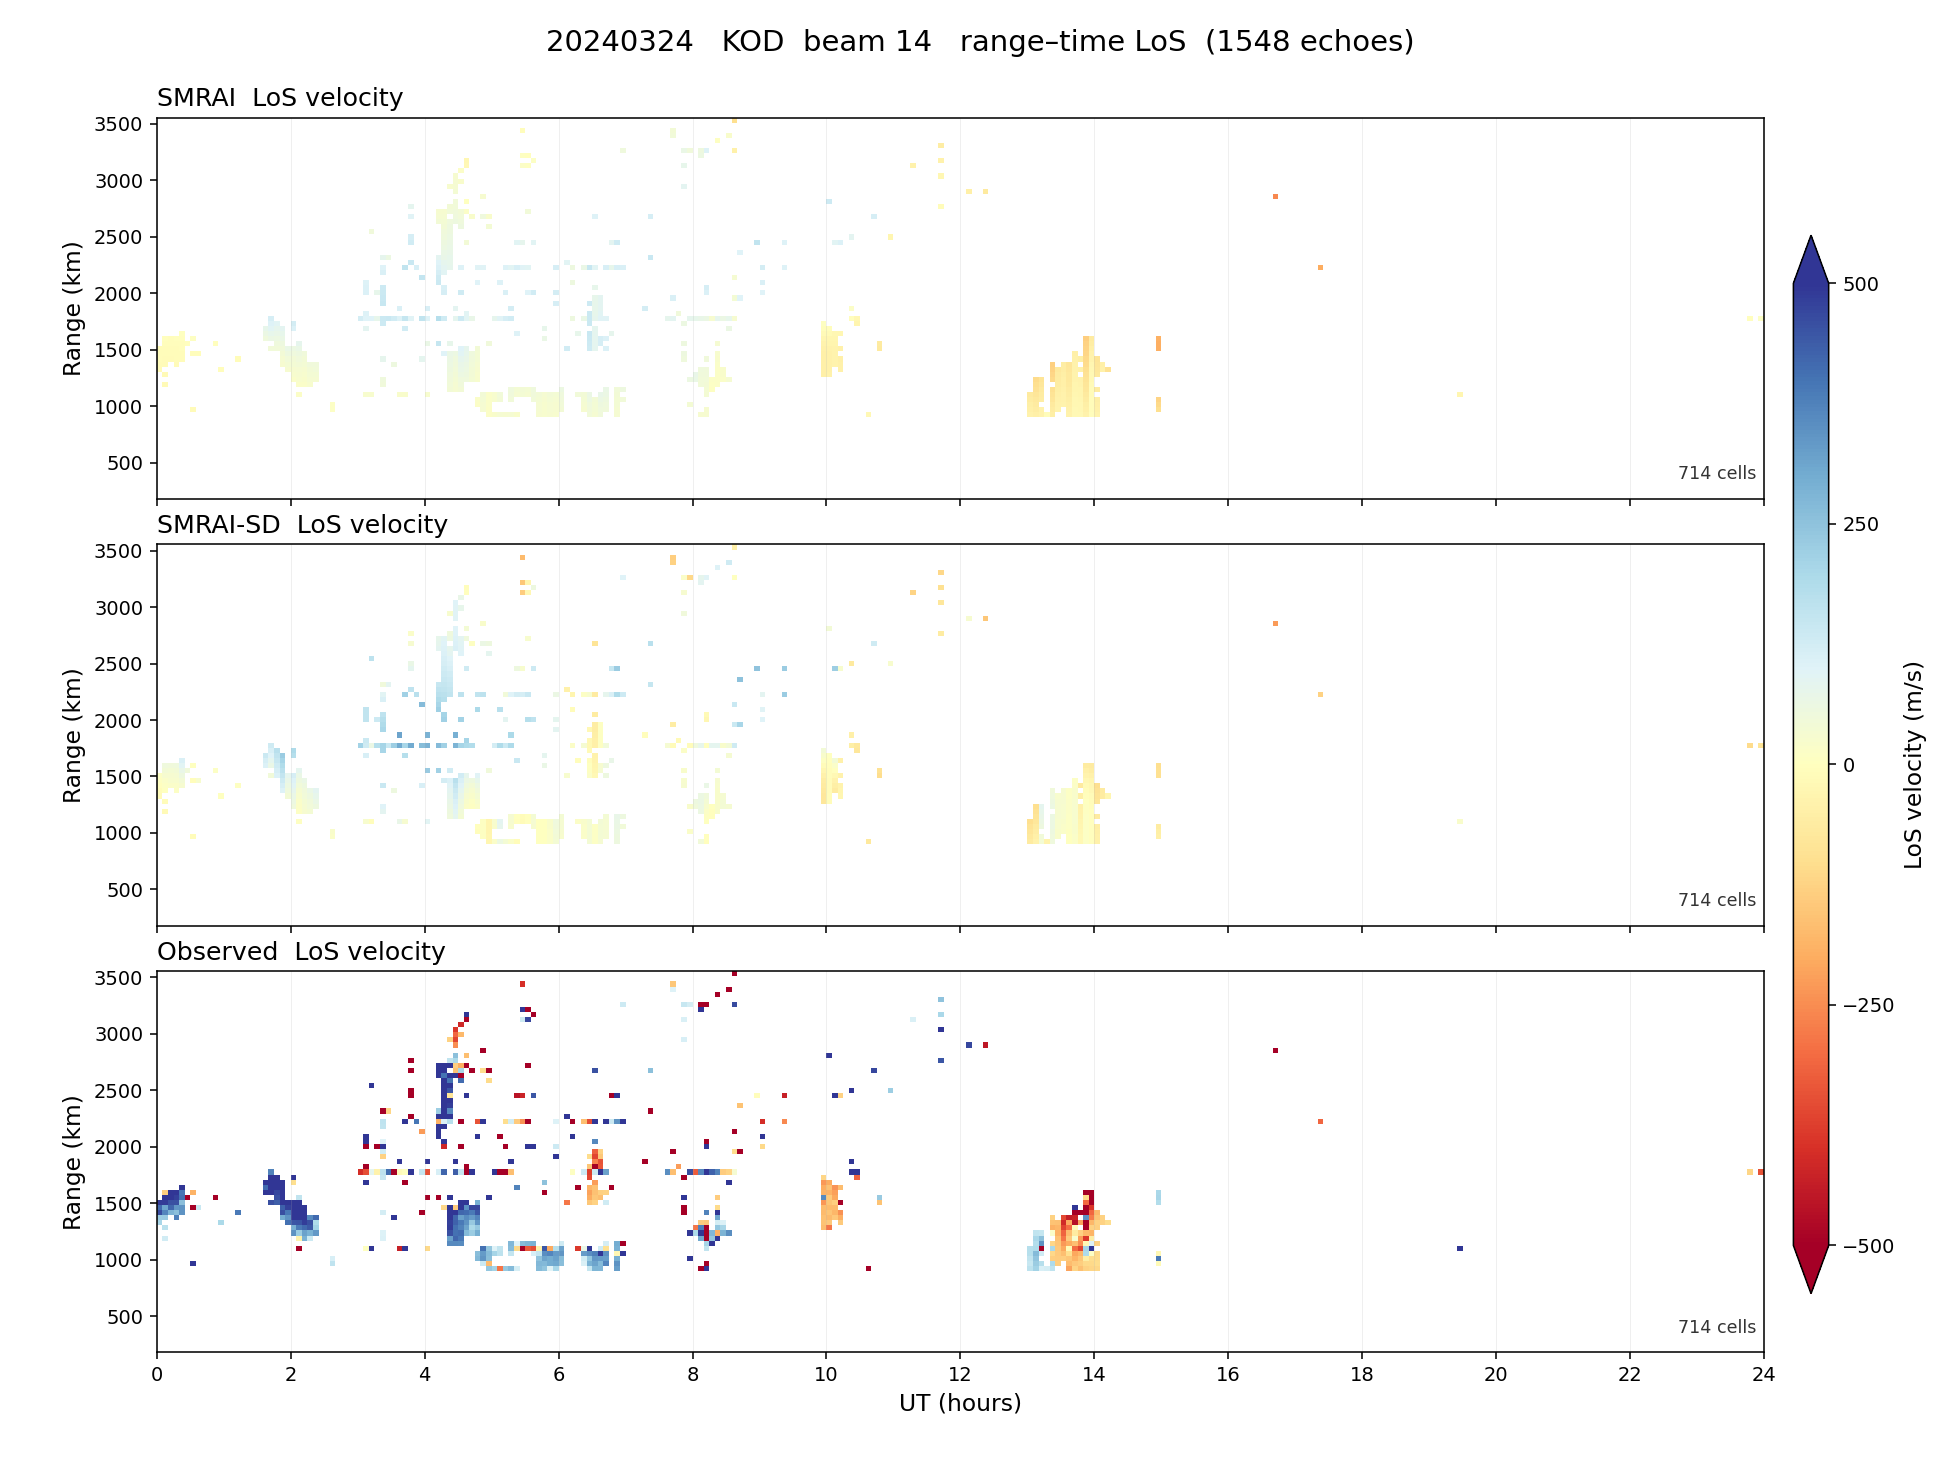 20240324   KOD  beam 14   range–time LoS  (1548 echoes)
SMRAI  LoS velocity
3500
3000
2500
2000
1500
1000
500
Range (km)
714 cells
SMRAI-SD  LoS velocity
3500
3000
2500
2000
1500
1000
500
Range (km)
714 cells
Observed  LoS velocity
3500
3000
2500
2000
1500
1000
500
Range (km)
714 cells
0 2 4 6 8 10 12 14 16 18 20 22 24
UT (hours)
500
250
0
−250
−500
LoS velocity (m/s)